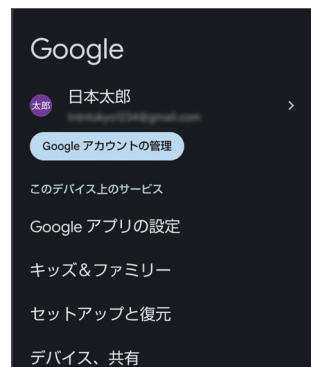 Google
太郎
日本太郎
Google アカウントの管理
このデバイス上のサービス
Google アプリの設定
キッズ＆ファミリー
セットアップと復元
デバイス、共有